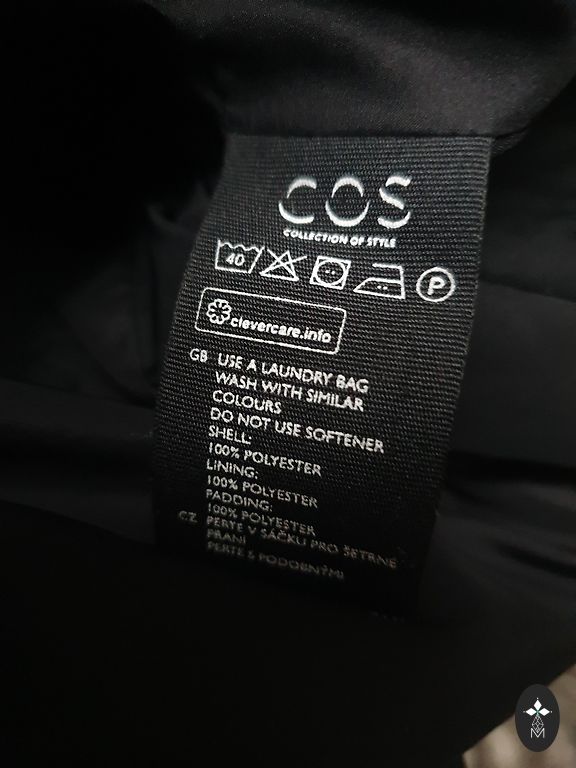 COS
COLLECTION OF STYLE
40
P
clevercare.info
GB USE A LAUNDRY BAG
WASH WITH SIMILAR
COLOURS
DO NOT USE SOFTENER
SHELL:
100% POLYESTER
LINING:
100% POLYESTER
PADDING:
100% POLYESTER
CZ PERTE V SÁČKU PRO ŠETRNÉ
PRANÍ
PERTE S PODOBNÝMI
M